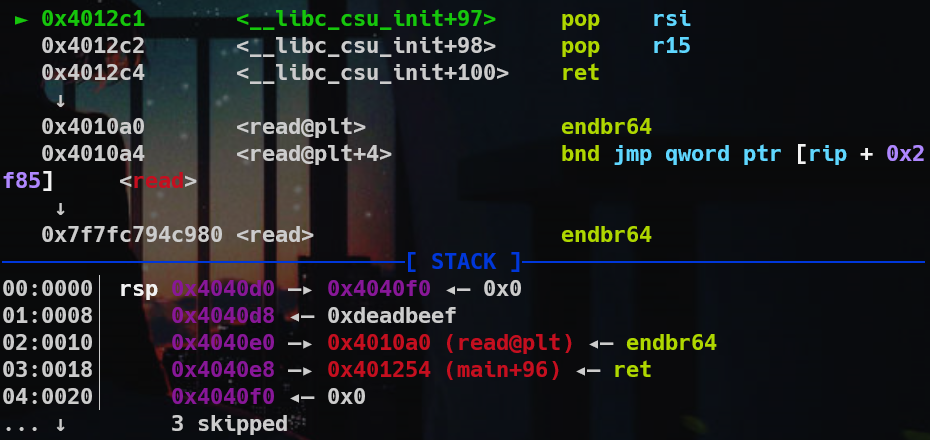 ► 0x4012c1       <__libc_csu_init+97>     pop    rsi
0x4012c2       <__libc_csu_init+98>     pop    r15
0x4012c4       <__libc_csu_init+100>    ret
↓
0x4010a0       <read@plt>               endbr64
0x4010a4       <read@plt+4>             bnd jmp qword ptr [rip + 0x2
f85]     <read>
↓
0x7f7fc794c980 <read>                   endbr64
[ STACK ]
00:0000│ rsp 0x4040d0 —▸ 0x4040f0 ◂— 0x0
01:0008│     0x4040d8 ◂— 0xdeadbeef
02:0010│     0x4040e0 —▸ 0x4010a0 (read@plt) ◂— endbr64
03:0018│     0x4040e8 —▸ 0x401254 (main+96) ◂— ret
04:0020│     0x4040f0 ◂— 0x0
... ↓        3 skipped